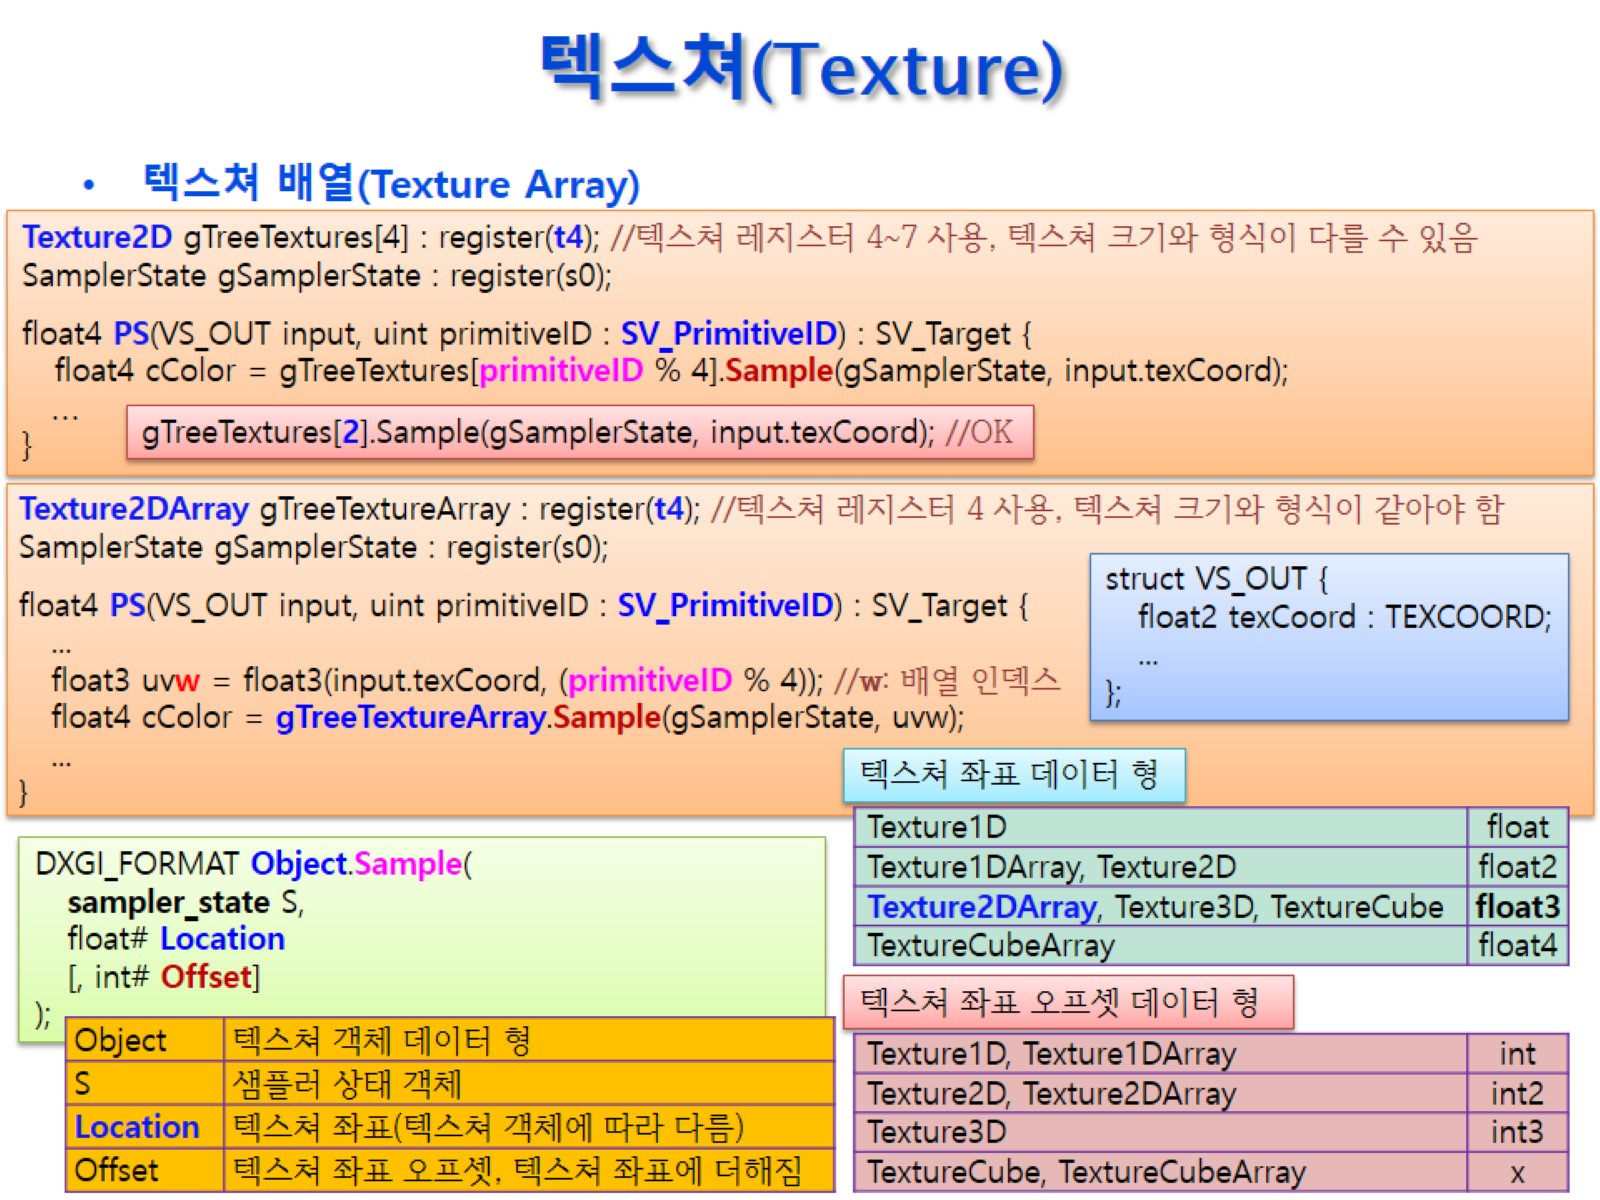 텍스쳐(Texture)
• 텍스쳐 배열(Texture Array)
Texture2D gTreeTextures[4] : register(t4); //텍스쳐 레지스터 4~7 사용, 텍스쳐 크기와 형식이 다를 수 있음
SamplerState gSamplerState : register(s0);
float4 PS(VS_OUT input, uint primitiveID : SV_PrimitiveID) : SV_Target {
float4 cColor = gTreeTextures[primitiveID % 4].Sample(gSamplerState, input.texCoord);
...
}
gTreeTextures[2].Sample(gSamplerState, input.texCoord); //OK
Texture2DArray gTreeTextureArray : register(t4); //텍스쳐 레지스터 4 사용, 텍스쳐 크기와 형식이 같아야 함
SamplerState gSamplerState : register(s0);
float4 PS(VS_OUT input, uint primitiveID : SV_PrimitiveID) : SV_Target {
...
float3 uvw = float3(input.texCoord, (primitiveID % 4)); //w: 배열 인덱스
float4 cColor = gTreeTextureArray.Sample(gSamplerState, uvw);
...
}
struct VS_OUT {
float2 texCoord : TEXCOORD;
...
};
텍스쳐 좌표 데이터 형
Texture1D float
Texture1DArray, Texture2D float2
Texture2DArray, Texture3D, TextureCube float3
TextureCubeArray float4
DXGI_FORMAT Object.Sample(
sampler_state S,
float# Location
[, int# Offset]
);
Object 텍스쳐 객체 데이터 형
S 샘플러 상태 객체
Location 텍스쳐 좌표(텍스쳐 객체에 따라 다름)
Offset 텍스쳐 좌표 오프셋, 텍스쳐 좌표에 더해짐
텍스쳐 좌표 오프셋 데이터 형
Texture1D, Texture1DArray int
Texture2D, Texture2DArray int2
Texture3D int3
TextureCube, TextureCubeArray x